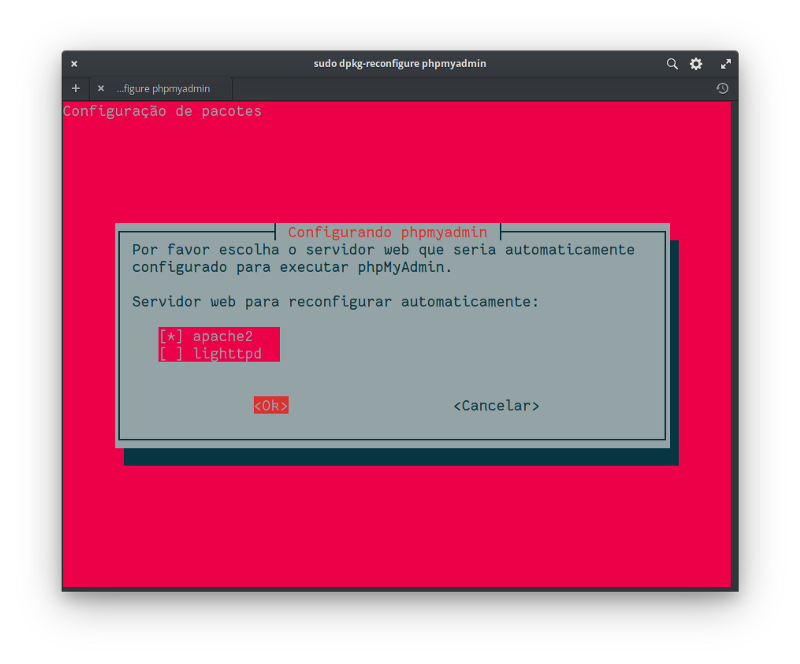 sudo dpkg-reconfigure phpmyadmin
...figure phpmyadmin
Configuração de pacotes
Configurando phpmyadmin
Por favor escolha o servidor web que seria automaticamente
configurado para executar phpMyAdmin.
Servidor web para reconfigurar automaticamente:
[*] apache2
[ ] lighttpd
<Ok> <Cancelar>